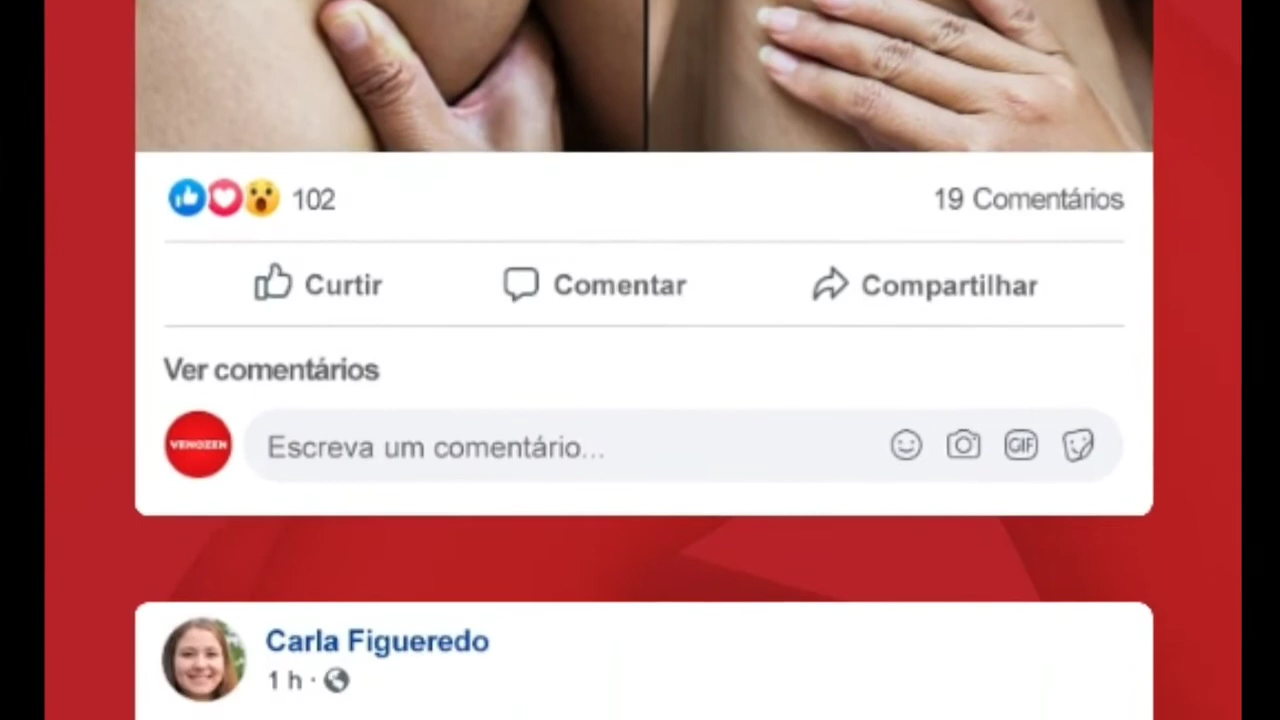 102
19 Comentários
Curtir
Comentar
Compartilhar
Ver comentários
VENOZEN
Escreva um comentário...
GIF
Carla Figueredo
1 h ·